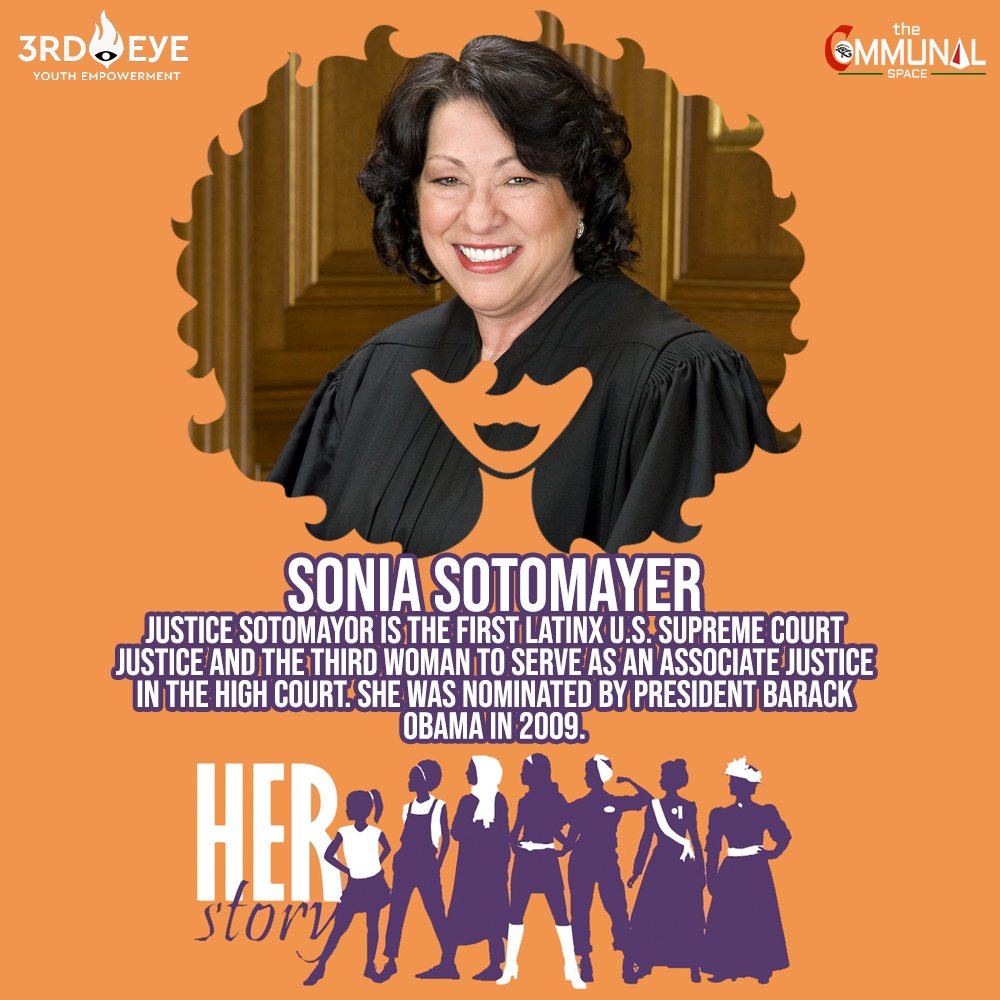 3RD EYE
YOUTH EMPOWERMENT
the
COMMUNAL
SPACE
SONIA SOTOMAYER
JUSTICE SOTOMAYOR IS THE FIRST LATINX U.S. SUPREME COURT
JUSTICE AND THE THIRD WOMAN TO SERVE AS AN ASSOCIATE JUSTICE
IN THE HIGH COURT. SHE WAS NOMINATED BY PRESIDENT BARACK
OBAMA IN 2009.
HER
story